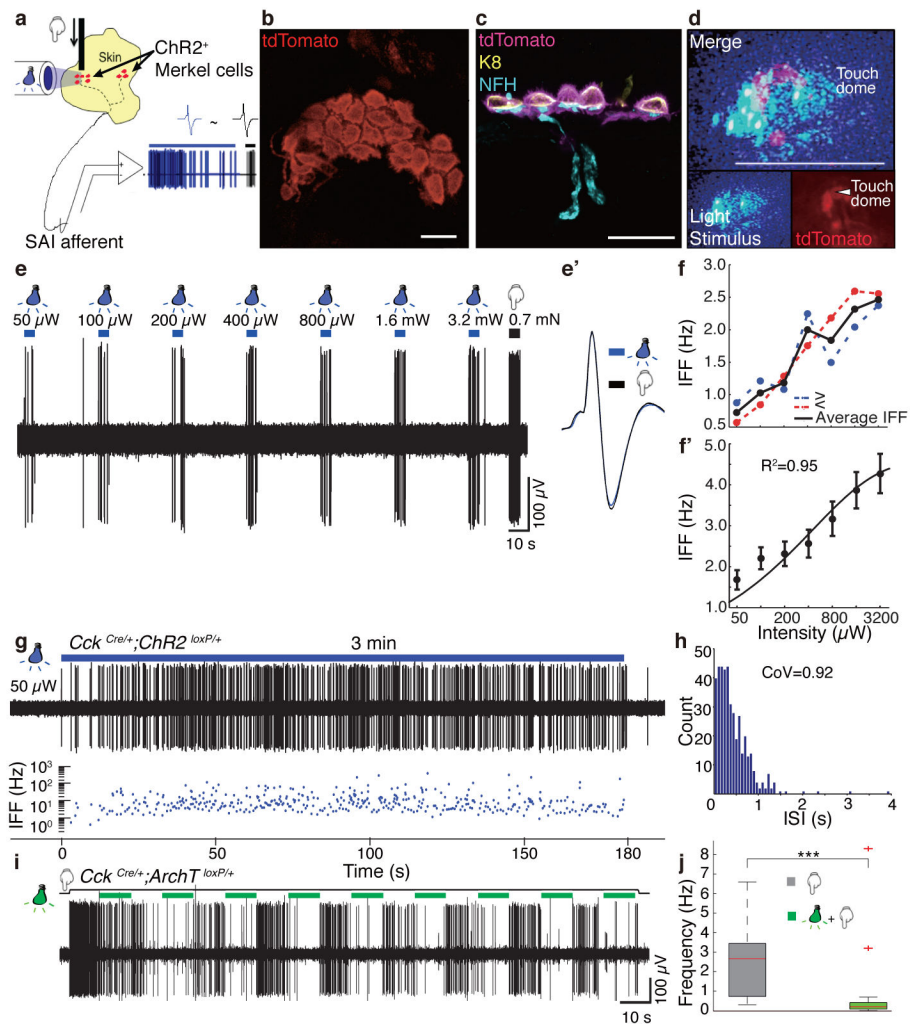 a
Skin
ChR2⁺
Merkel cells
~
+
-
SAI afferent
b
tdTomato
c
tdTomato
K8
NFH
d
Merge
Touch
dome
Light
Stimulus
Touch
dome
tdTomato
e
50 µW 100 µW 200 µW 400 µW 800 µW 1.6 mW 3.2 mW 0.7 mN
100 µV
10 s
e'
f
3.0
2.5
2.0
1.5
1.0
0.5
IFF (Hz)
≥
≤
Average IFF
f'
R²=0.95
4.0
3.0
2.0
1.0
IFF (Hz)
50 200 800 3200
Intensity (µW)
g
Cck Cre/+;ChR2 loxP/+
3 min
50 µW
10³
10²
10¹
10⁰
IFF (Hz)
0 50 100 150 180
Time (s)
h
CoV=0.92
50
40
30
20
10
0
Count
0 1.0 2.0 3.0 4.0
ISI (s)
i
Cck Cre/+;ArchT loxP/+
100 µV
10 s
j
***
8
7
6
5
4
3
2
1
0
Frequency (Hz)
+